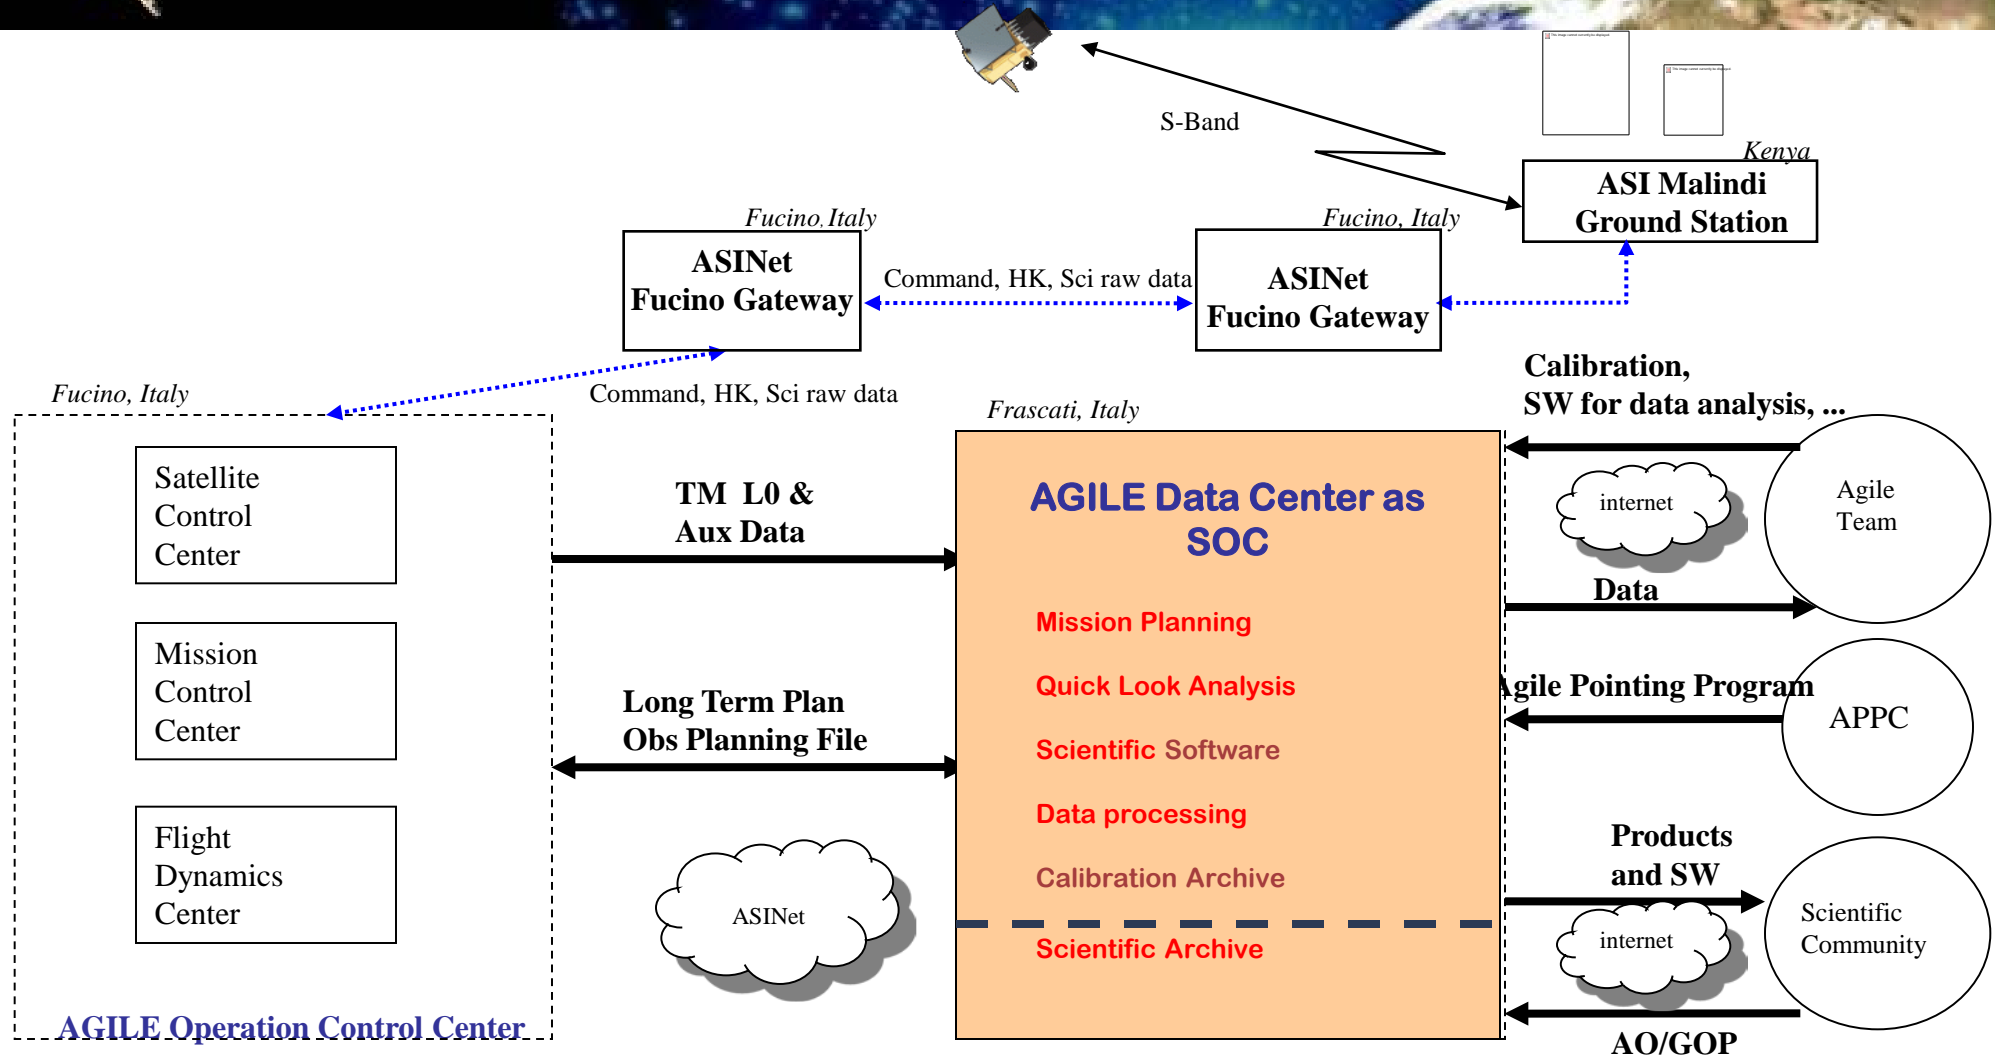 S-Band
Kenya
ASI Malindi
Ground Station
Fucino, Italy
ASINet
Fucino Gateway
Command, HK, Sci raw data
Fucino, Italy
ASINet
Fucino Gateway
Command, HK, Sci raw data
Fucino, Italy
Satellite
Control
Center
Mission
Control
Center
Flight
Dynamics
Center
AGILE Operation Control Center
TM L0 &
Aux Data
Long Term Plan
Obs Planning File
ASINet
Frascati, Italy
AGILE Data Center as
SOC
Mission Planning
Quick Look Analysis
Scientific Software
Data processing
Calibration Archive
Scientific Archive
Calibration,
SW for data analysis, ...
internet
Agile
Team
Data
Agile Pointing Program
APPC
Products
and SW
internet
Scientific
Community
AO/GOP